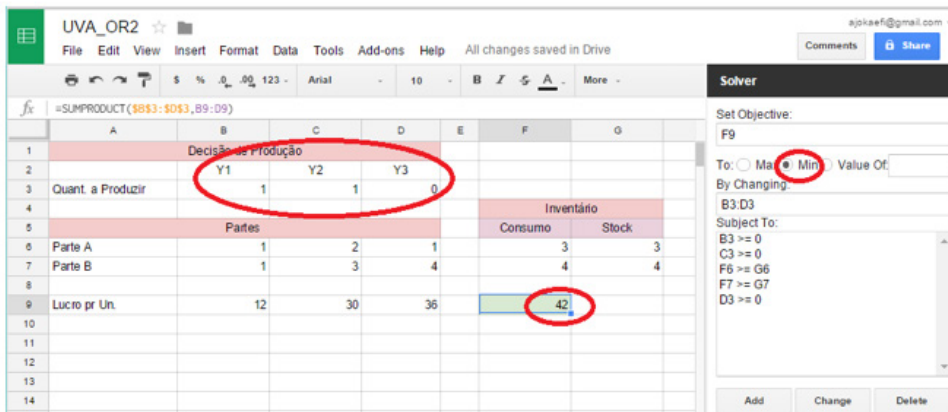 UVA_OR2
ajokaefi@gmail.com
File Edit View Insert Format Data Tools Add-ons Help All changes saved in Drive
Comments Share
$ % .0 .00 123 - Arial - 10 - B I S A - More -
Solver
fx =SUMPRODUCT($B$3:$D$3,B9:D9)
Set Objective:
F9
To: Max Min Value Of:
By Changing:
B3:D3
Subject To:
B3 >= 0
C3 >= 0
F6 >= G6
F7 >= G7
D3 >= 0
Add Change Delete
A B C D E F G
1 Decisão de Produção
2 Y1 Y2 Y3
3 Quant. a Produzir 1 1 0
4 Inventário
5 Partes Consumo Stock
6 Parte A 1 2 1 3 3
7 Parte B 1 3 4 4 4
8
9 Lucro pr Un. 12 30 36 42
10
11
12
13
14